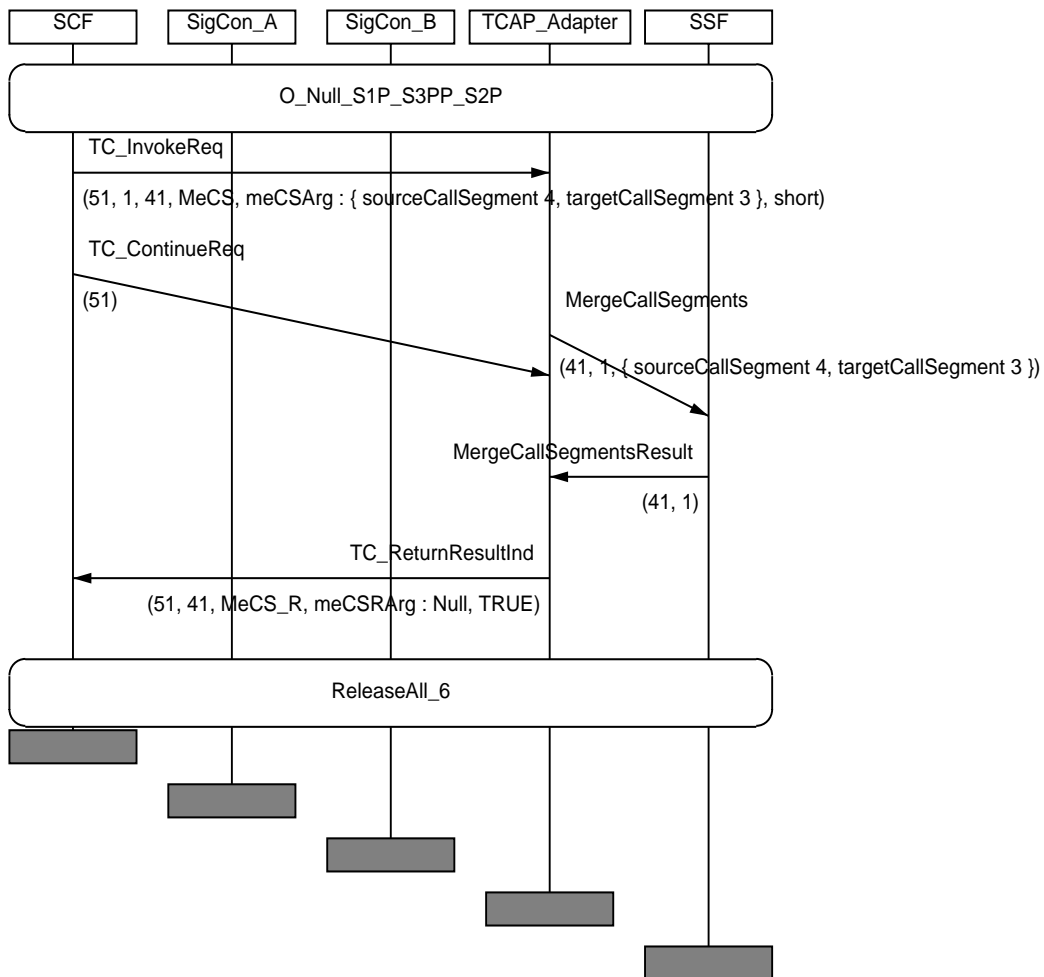 SCF SigCon_A SigCon_B TCAP_Adapter SSF
O_Null_S1P_S3PP_S2P
TC_InvokeReq
(51, 1, 41, MeCS, meCSArg : { sourceCallSegment 4, targetCallSegment 3 }, short)
TC_ContinueReq
(51)
MergeCallSegments
(41, 1, { sourceCallSegment 4, targetCallSegment 3 })
MergeCallSegmentsResult
(41, 1)
TC_ReturnResultInd
(51, 41, MeCS_R, meCSRArg : Null, TRUE)
ReleaseAll_6